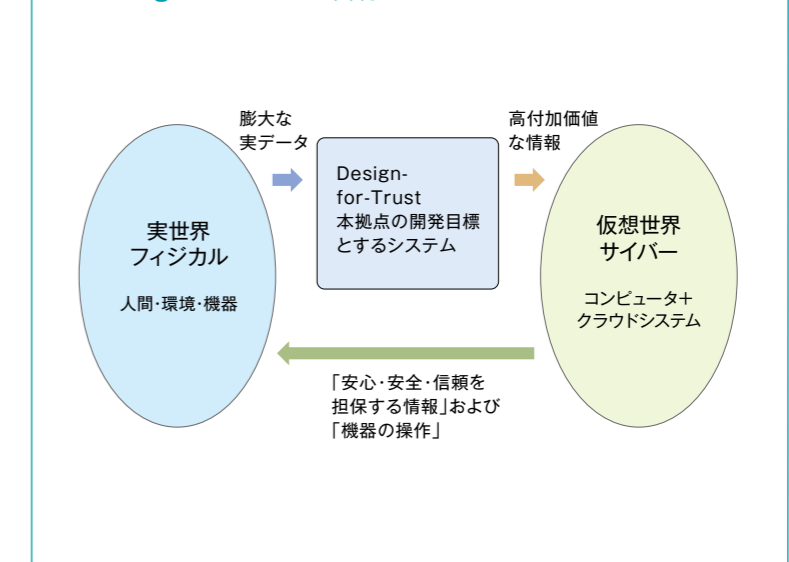 膨大な
実データ
高付加価値
な情報
Design-
for-Trust
本拠点の開発目標
とするシステム
実世界
フィジカル
人間・環境・機器
仮想世界
サイバー
コンピュータ＋
クラウドシステム
「安心・安全・信頼を
担保する情報」および
「機器の操作」